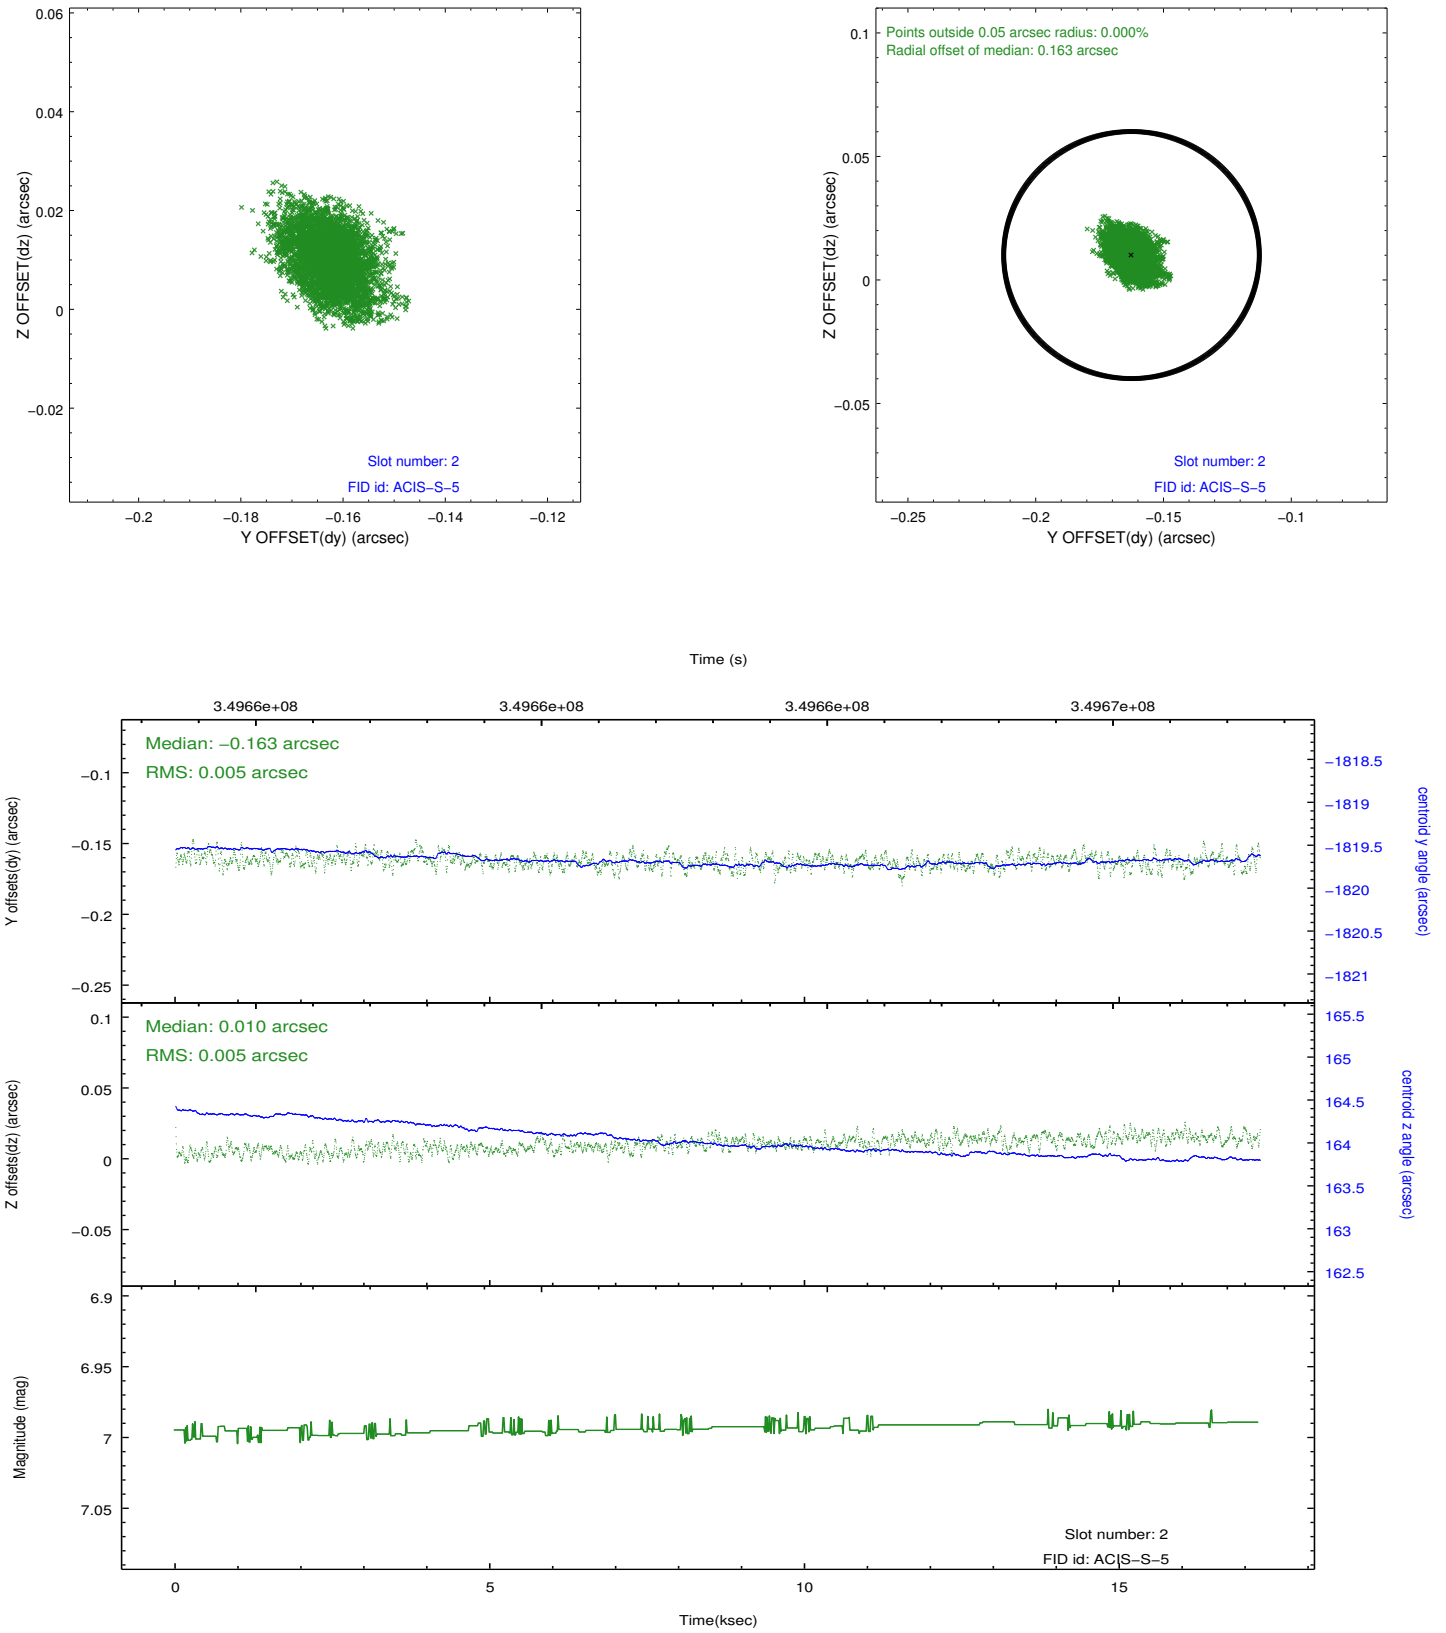 0.06
0.04
0.02
0
−0.02
Z OFFSET(dz) (arcsec)
Slot number: 2
FID id: ACIS−S−5
−0.2
−0.18
−0.16
−0.14
−0.12
Y OFFSET(dy) (arcsec)
Points outside 0.05 arcsec radius: 0.000%
Radial offset of median: 0.163 arcsec
0.1
0.05
0
−0.05
Z OFFSET(dz) (arcsec)
Slot number: 2
FID id: ACIS−S−5
−0.25
−0.2
−0.15
−0.1
Y OFFSET(dy) (arcsec)
Time (s)
3.4966e+08
3.4966e+08
3.4966e+08
3.4967e+08
Median: −0.163 arcsec
RMS: 0.005 arcsec
−0.1
−0.15
−0.2
−0.25
Y offsets(dy) (arcsec)
−1818.5
−1819
−1819.5
−1820
−1820.5
−1821
centroid y angle (arcsec)
Median: 0.010 arcsec
RMS: 0.005 arcsec
0.1
0.05
0
−0.05
Z offsets(dz) (arcsec)
165.5
165
164.5
164
163.5
163
162.5
centroid z angle (arcsec)
6.9
6.95
7
7.05
Magnitude (mag)
Slot number: 2
FID id: ACIS−S−5
0
5
10
15
Time(ksec)